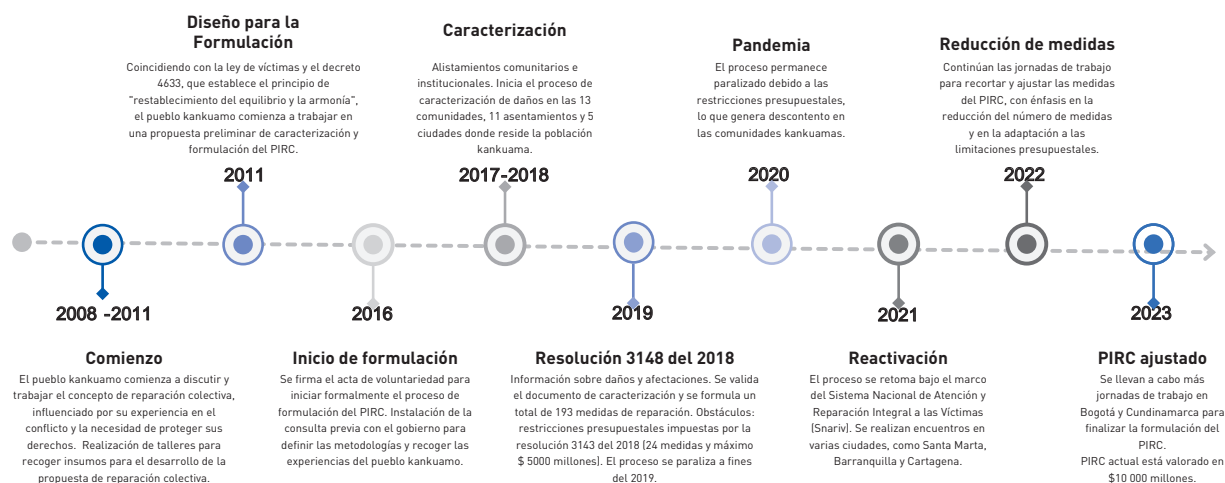 Diseño para la
Formulación
Coincidiendo con la ley de víctimas y el decreto
4633, que establece el principio de
"restablecimiento del equilibrio y la armonía",
el pueblo kankuamo comienza a trabajar en
una propuesta preliminar de caracterización y
formulación del PIRC.
2011
Caracterización
Alistamientos comunitarios e
institucionales. Inicia el proceso de
caracterización de daños en las 13
comunidades, 11 asentamientos y 5
ciudades donde reside la población
kankuama.
2017-2018
Pandemia
El proceso permanece
paralizado debido a las
restricciones presupuestales,
lo que genera descontento en
las comunidades kankuamas.
2020
Reducción de medidas
Continúan las jornadas de trabajo
para recortar y ajustar las medidas
del PIRC, con énfasis en la
reducción del número de medidas
y en la adaptación a las
limitaciones presupuestales.
2022
2008 -2011
Comienzo
El pueblo kankuamo comienza a discutir y
trabajar el concepto de reparación colectiva,
influenciado por su experiencia en el
conflicto y la necesidad de proteger sus
derechos. Realización de talleres para
recoger insumos para el desarrollo de la
propuesta de reparación colectiva.
2016
Inicio de formulación
Se firma el acta de voluntariedad para
iniciar formalmente el proceso de
formulación del PIRC. Instalación de la
consulta previa con el gobierno para
definir las metodologías y recoger las
experiencias del pueblo kankuamo.
2019
Resolución 3148 del 2018
Información sobre daños y afectaciones. Se valida
el documento de caracterización y se formula un
total de 193 medidas de reparación. Obstáculos:
restricciones presupuestales impuestas por la
resolución 3143 del 2018 (24 medidas y máximo
$ 5000 millones). El proceso se paraliza a fines
del 2019.
2021
Reactivación
El proceso se retoma bajo el marco
del Sistema Nacional de Atención y
Reparación Integral a las Víctimas
(Snariv). Se realizan encuentros en
varias ciudades, como Santa Marta,
Barranquilla y Cartagena.
2023
PIRC ajustado
Se llevan a cabo más
jornadas de trabajo en
Bogotá y Cundinamarca para
finalizar la formulación del
PIRC.
PIRC actual está valorado en
$10 000 millones.